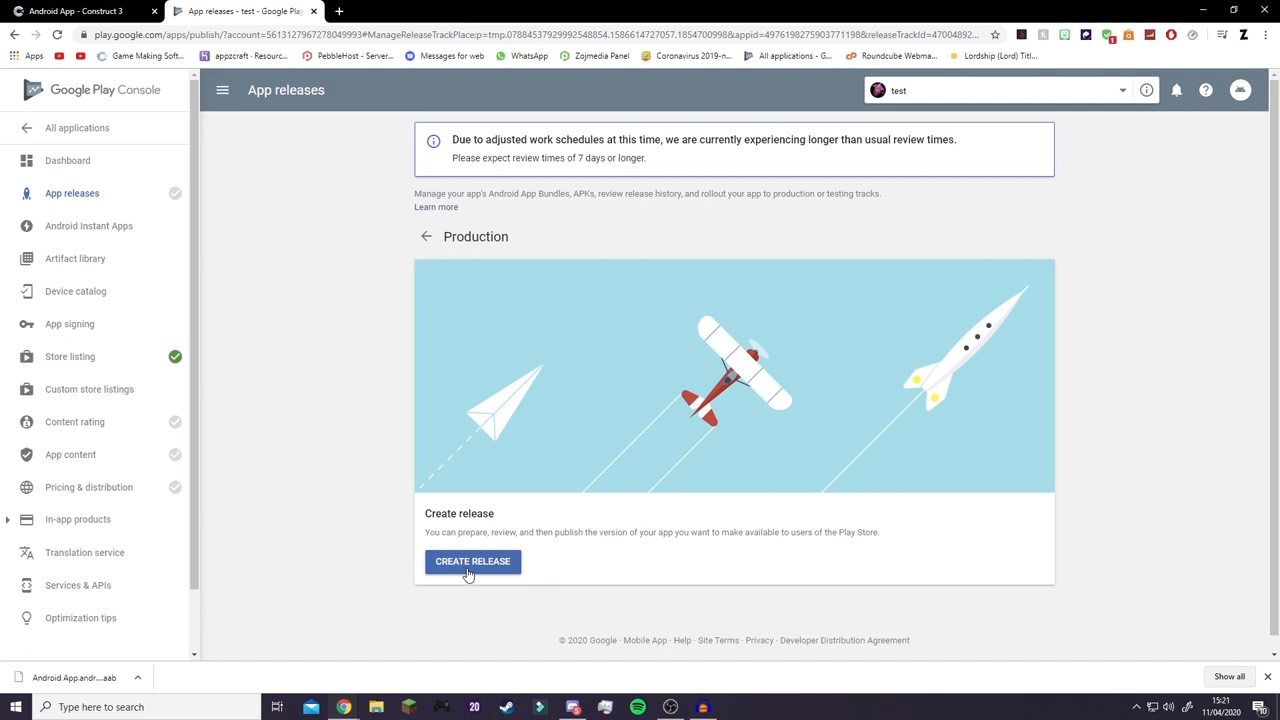 Android App - Construct 3
App releases - test - Google Play
play.google.com/apps/publish/?account=5613127967278049993#ManageReleaseTrackPlace:p=tmp.07884537929992548854.1586614727057.1854700998&appid=4976198275903771198&releaseTrackId=47004892...
Apps
Game Making Soft...
appzcraft - Resourc...
PebbleHost - Server...
Messages for web
WhatsApp
Zojmedia Panel
Coronavirus 2019-n...
All applications - G...
Roundcube Webma...
Lordship (Lord) Titl...
Google Play Console
App releases
test
All applications
Dashboard
App releases
Android Instant Apps
Artifact library
Device catalog
App signing
Store listing
Custom store listings
Content rating
App content
Pricing & distribution
In-app products
Translation service
Services & APIs
Optimization tips
Due to adjusted work schedules at this time, we are currently experiencing longer than usual review times.
Please expect review times of 7 days or longer.
Manage your app's Android App Bundles, APKs, review release history, and rollout your app to production or testing tracks.
Learn more
Production
Create release
You can prepare, review, and then publish the version of your app you want to make available to users of the Play Store.
CREATE RELEASE
© 2020 Google · Mobile App · Help · Site Terms · Privacy · Developer Distribution Agreement
Android App.andr....aab
Show all
Type here to search
20
15:21
11/04/2020